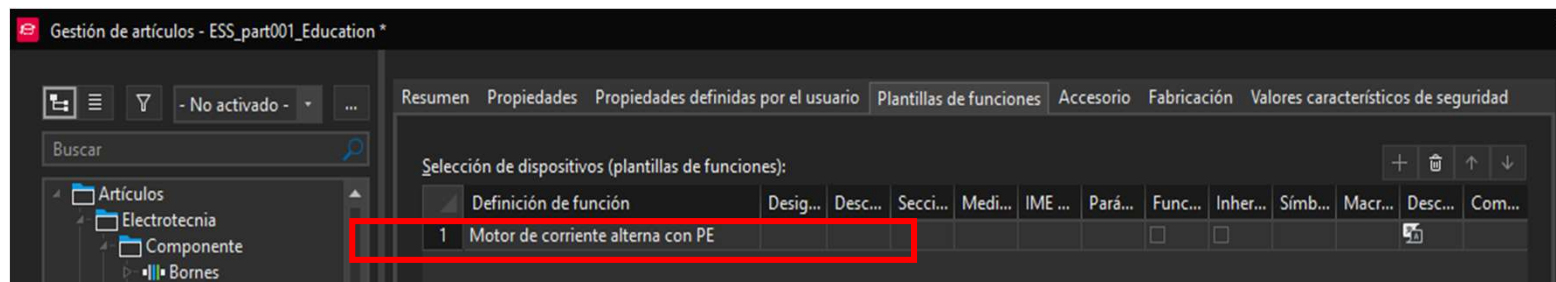 Gestión de artículos - ESS_part001_Education *
- No activado - ...
Resumen Propiedades Propiedades definidas por el usuario Plantillas de funciones Accesorio Fabricación Valores característicos de seguridad
Buscar
Selección de dispositivos (plantillas de funciones):
Artículos
Definición de función Desig... Desc... Secci... Medi... IME ... Pará... Func... Inher... Símb... Macr... Desc... Com...
Electrotecnia
1 Motor de corriente alterna con PE
Componente
Bornes